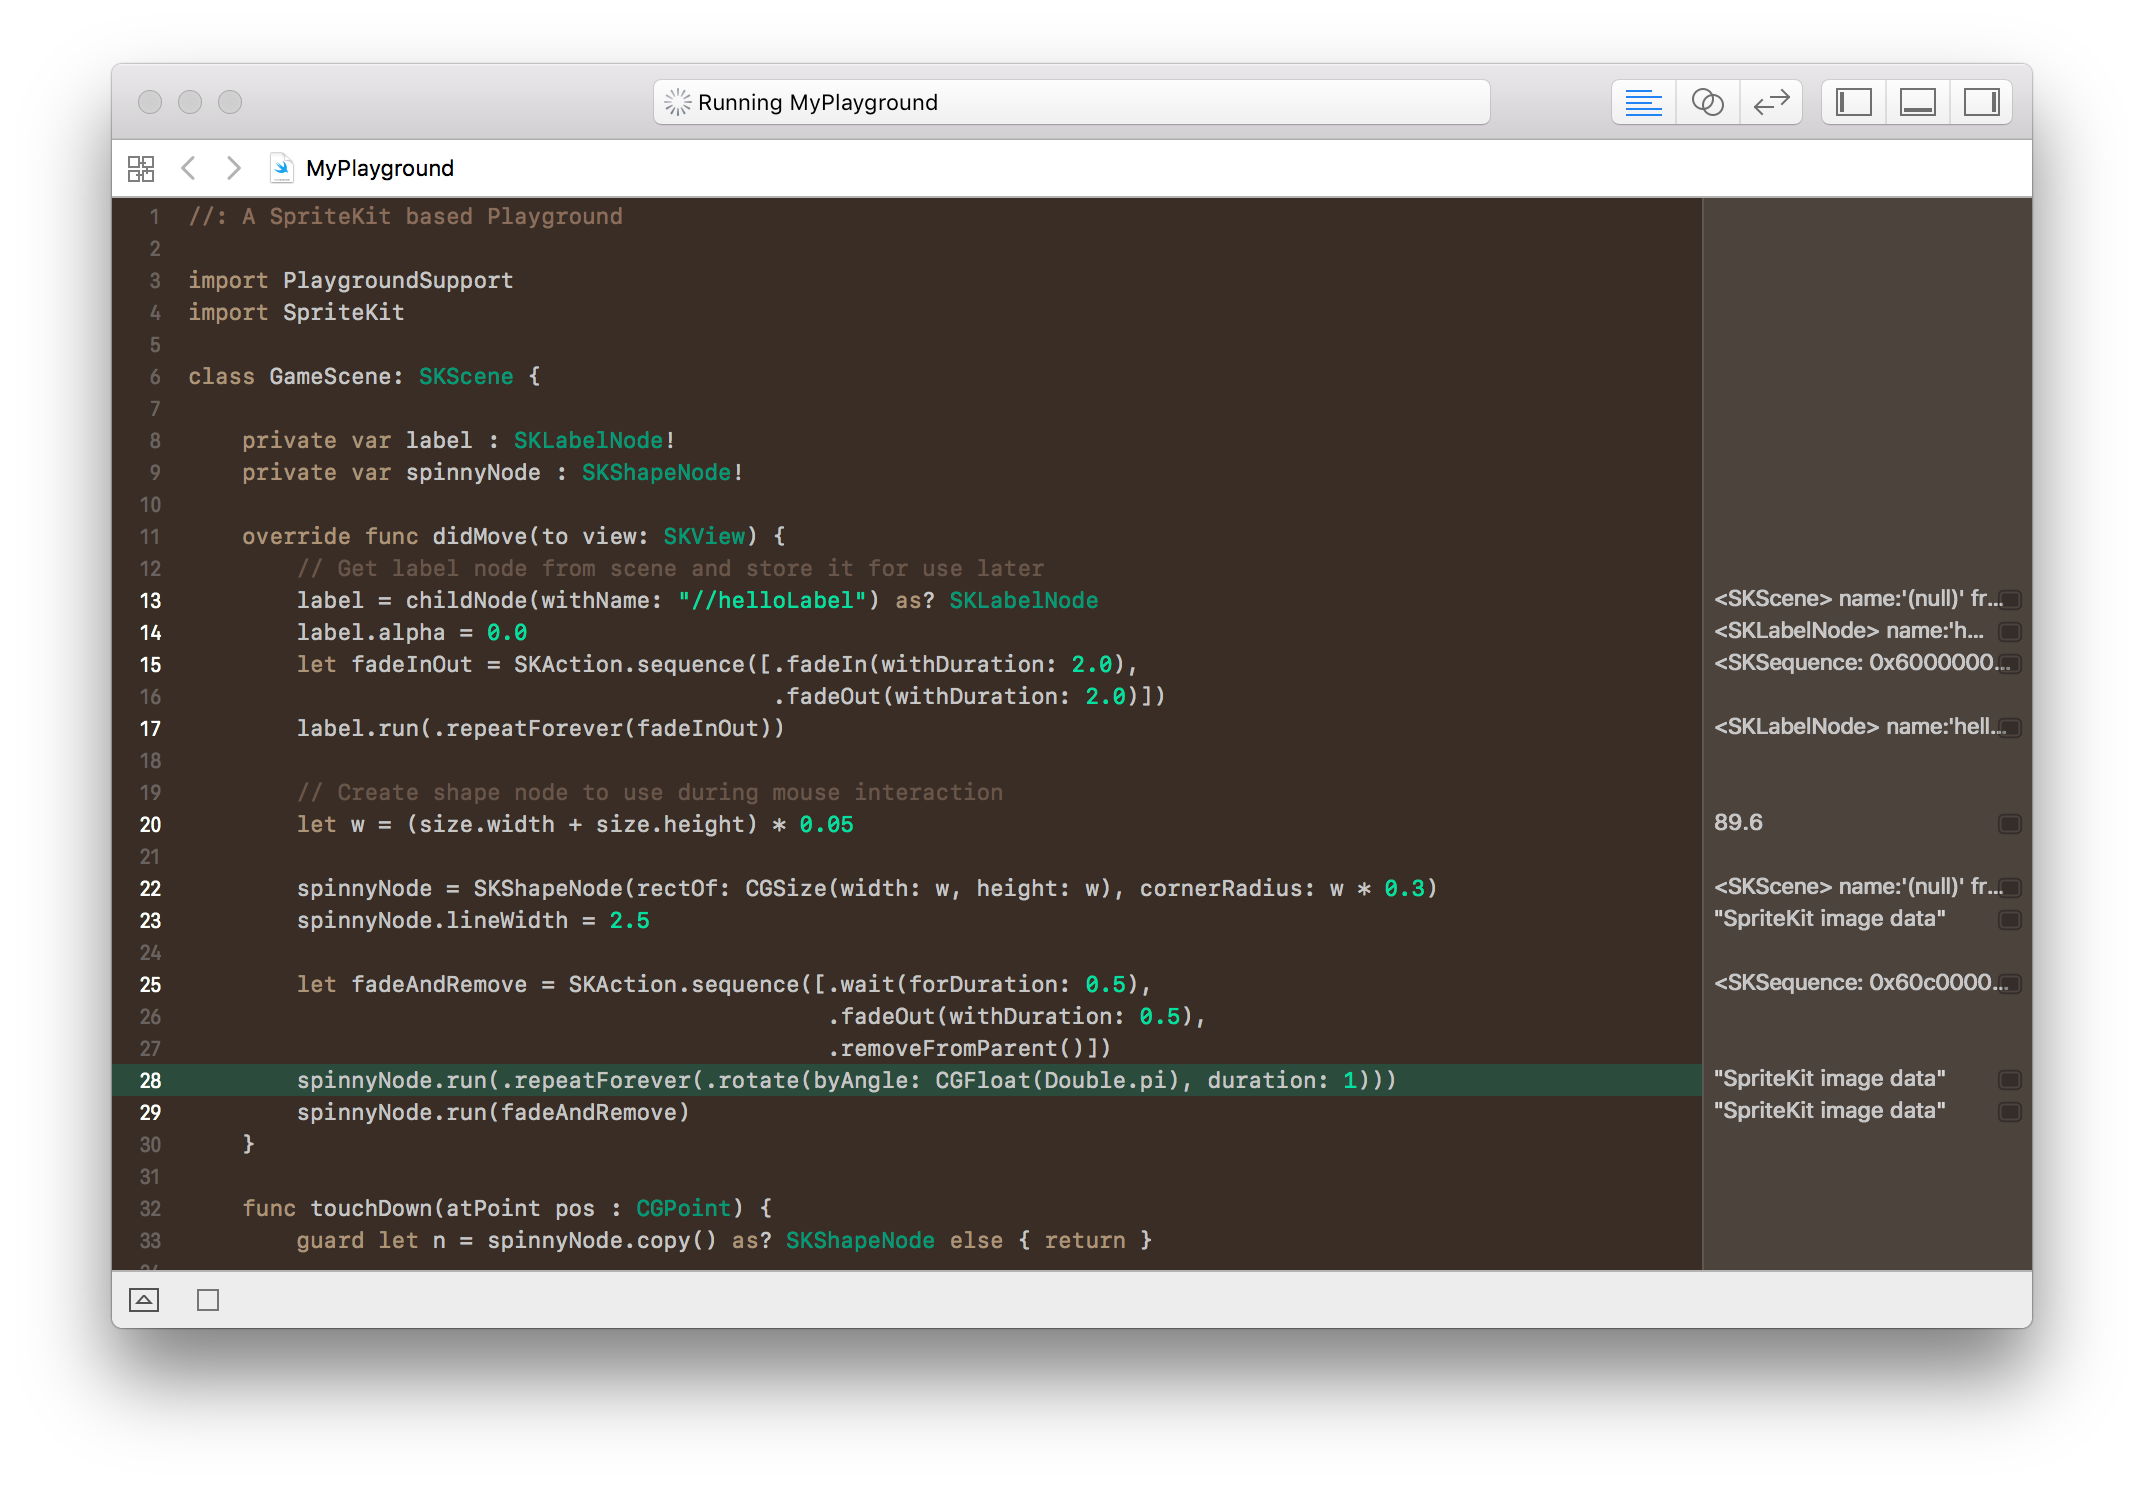 Running MyPlayground
MyPlayground
1 //: A SpriteKit based Playground
2
3 import PlaygroundSupport
4 import SpriteKit
5
6 class GameScene: SKScene {
7
8 private var label : SKLabelNode!
9 private var spinnyNode : SKShapeNode!
10
11 override func didMove(to view: SKView) {
12 // Get label node from scene and store it for use later
13 label = childNode(withName: "//helloLabel") as? SKLabelNode <SKScene> name:'(null)' fr...
14 label.alpha = 0.0 <SKLabelNode> name:'h...
15 let fadeInOut = SKAction.sequence([.fadeIn(withDuration: 2.0), <SKSequence: 0x6000000...
16 .fadeOut(withDuration: 2.0)])
17 label.run(.repeatForever(fadeInOut)) <SKLabelNode> name:'hell...
18
19 // Create shape node to use during mouse interaction
20 let w = (size.width + size.height) * 0.05 89.6
21
22 spinnyNode = SKShapeNode(rectOf: CGSize(width: w, height: w), cornerRadius: w * 0.3) <SKScene> name:'(null)' fr...
23 spinnyNode.lineWidth = 2.5 "SpriteKit image data"
24
25 let fadeAndRemove = SKAction.sequence([.wait(forDuration: 0.5), <SKSequence: 0x60c0000...
26 .fadeOut(withDuration: 0.5),
27 .removeFromParent()])
28 spinnyNode.run(.repeatForever(.rotate(byAngle: CGFloat(Double.pi), duration: 1))) "SpriteKit image data"
29 spinnyNode.run(fadeAndRemove) "SpriteKit image data"
30 }
31
32 func touchDown(atPoint pos : CGPoint) {
33 guard let n = spinnyNode.copy() as? SKShapeNode else { return }